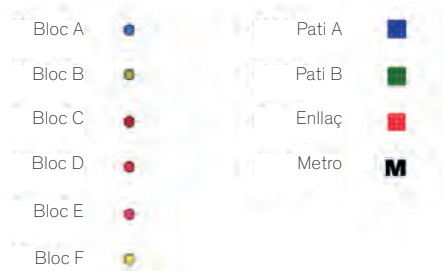 Bloc A
Bloc B
Bloc C
Bloc D
Bloc E
Bloc F
Pati A
Pati B
Enllaç
Metro M